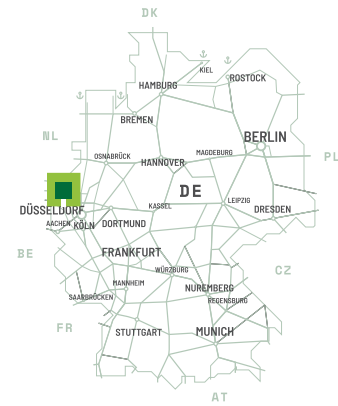 DK
KIEL
ROSTOCK
HAMBURG
BREMEN
NL
BERLIN
MAGDEBURG
OSNABRÜCK
HANNOVER
PL
DE
LEIPZIG
KASSEL
DRESDEN
DÜSSELDORF
AACHEN
KÖLN
DORTMUND
BE
FRANKFURT
WÜRZBURG
CZ
MANNHEIM
NUREMBERG
SAARBRÜCKEN
REGENSBURG
FR
STUTTGART
MUNICH
AT